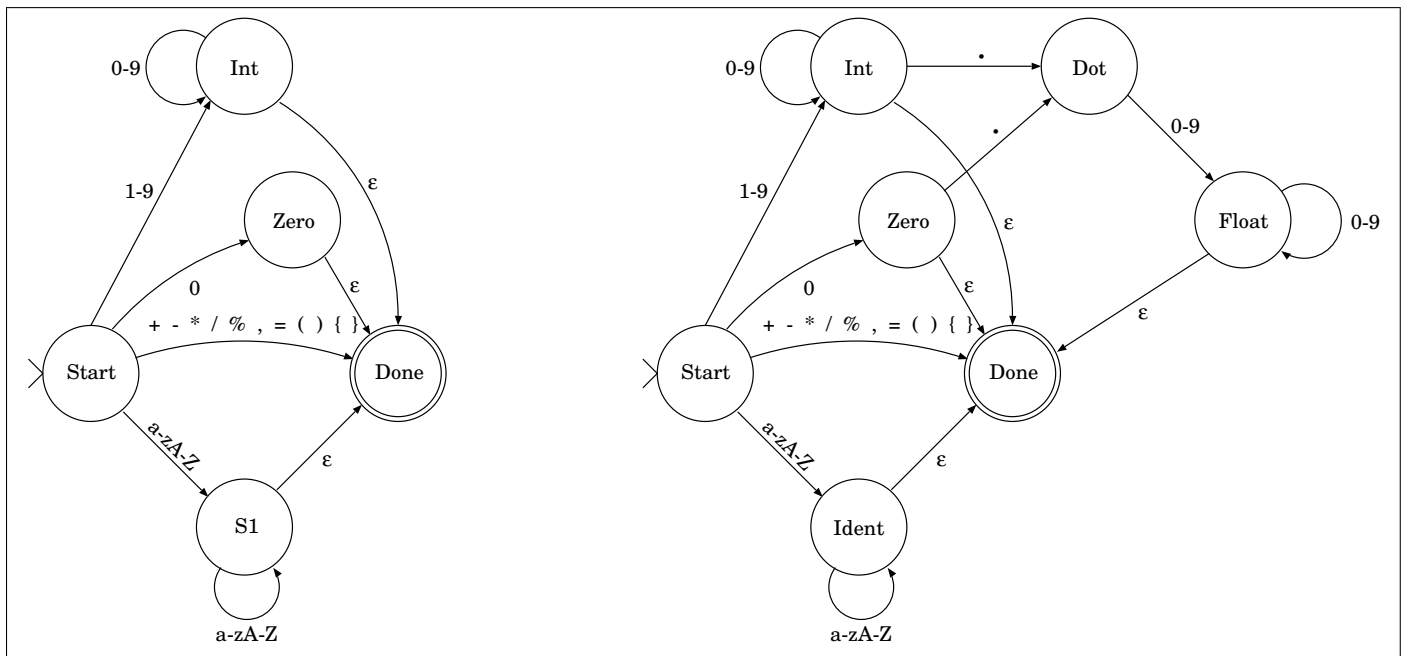 0-9
Int
ε
1-9
Zero
0
ε
+ - * / % , = ( ) { }
Start
Done
a-zA-Z
ε
S1
a-zA-Z
0-9
Int
.
Dot
.
0-9
1-9
Zero
ε
Float
0-9
0
ε
+ - * / % , = ( ) { }
ε
Start
Done
a-zA-Z
ε
Ident
a-zA-Z